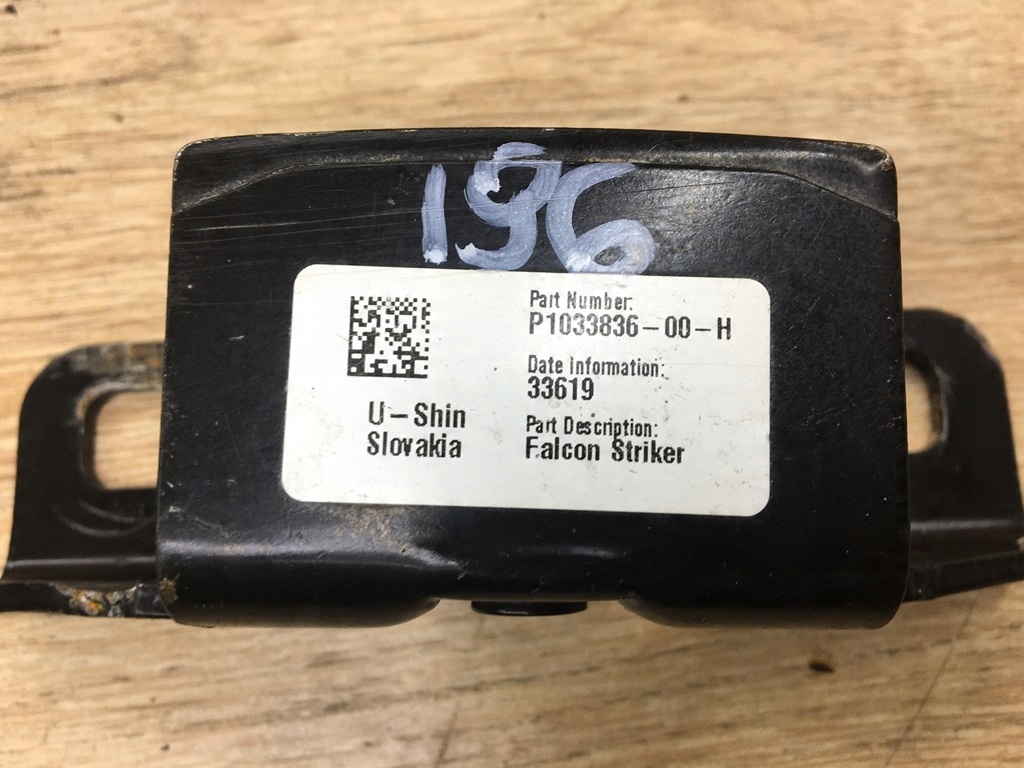 196
Part Number:
P1033836-00-H
Date Information:
33619
U-Shin
Slovakia
Part Description:
Falcon Striker